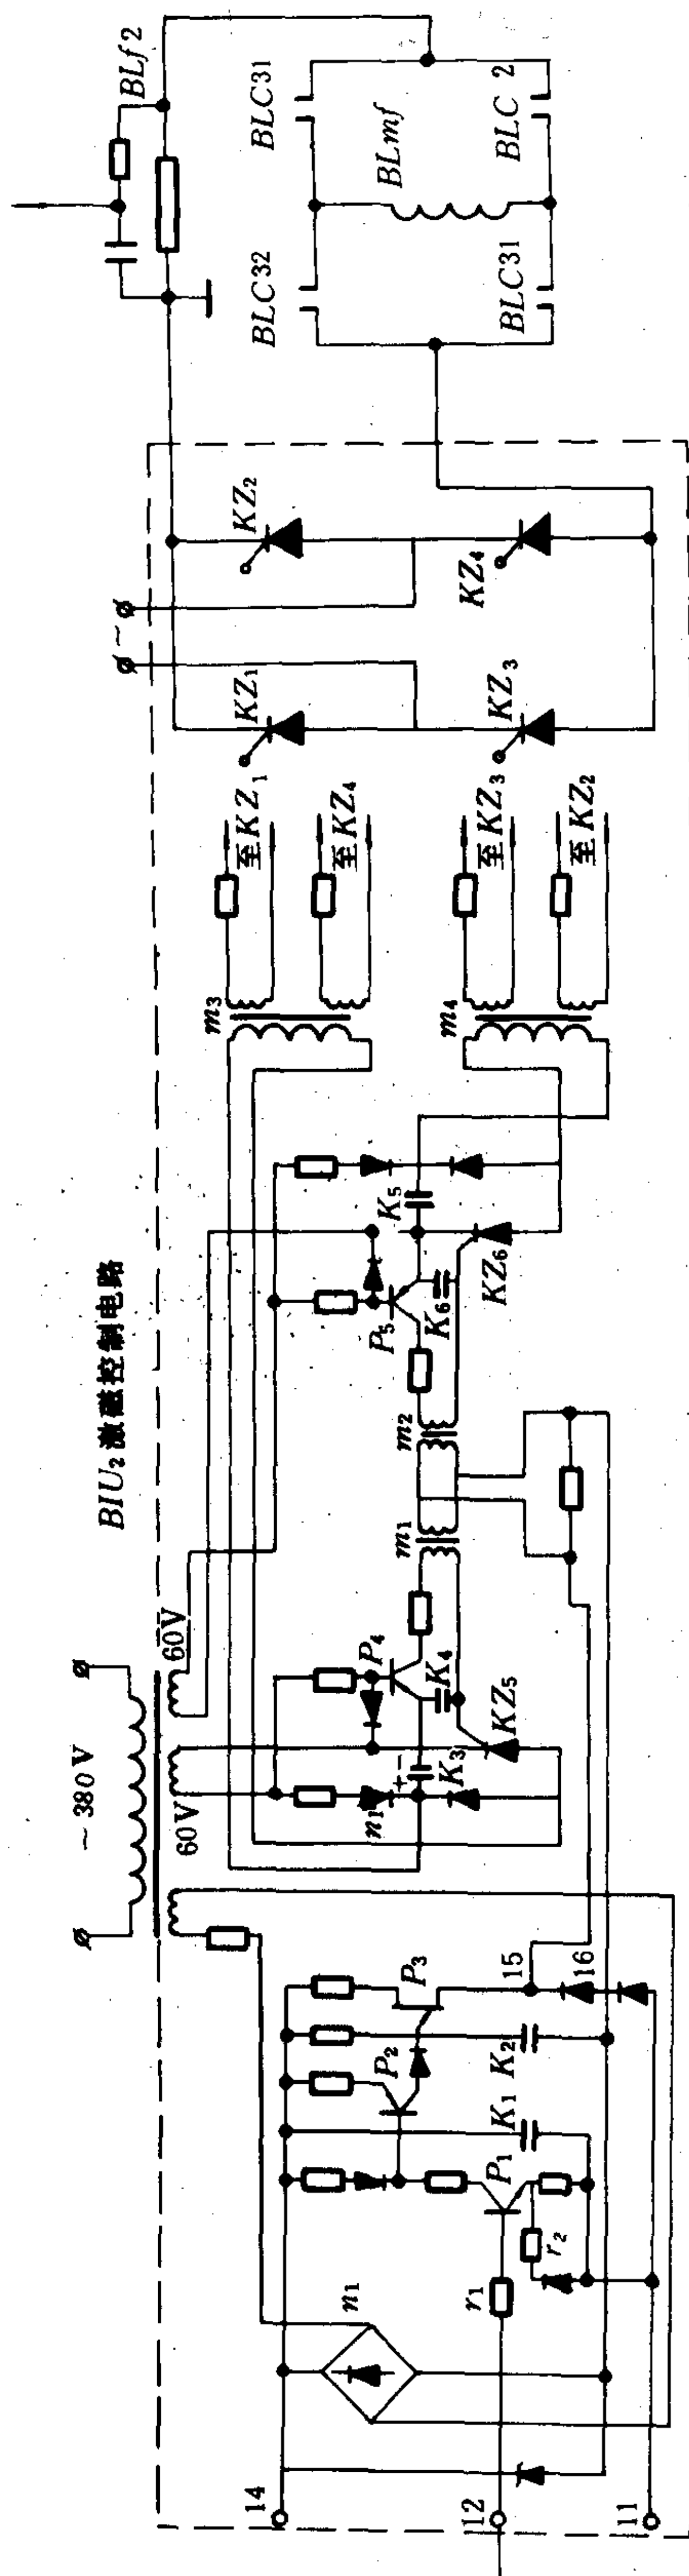 BLf2
BLC31
BLC 2
BLmf
BLC32
BLC31
KZ₂
KZ₄
~
KZ₁
KZ₃
至KZ₁
至KZ₄
至KZ₃
至KZ₂
m₃
m₄
K₅
KZ₆
P₅
K₆
m₂
m₁
BIU₂激磁控制电路
60V
60V
~380V
P₄
K₄
KZ₅
+ −
K₃
n₁
P₃
15
16
P₂
K₂
K₁
P₁
r₂
r₁
n₁
14
12
11